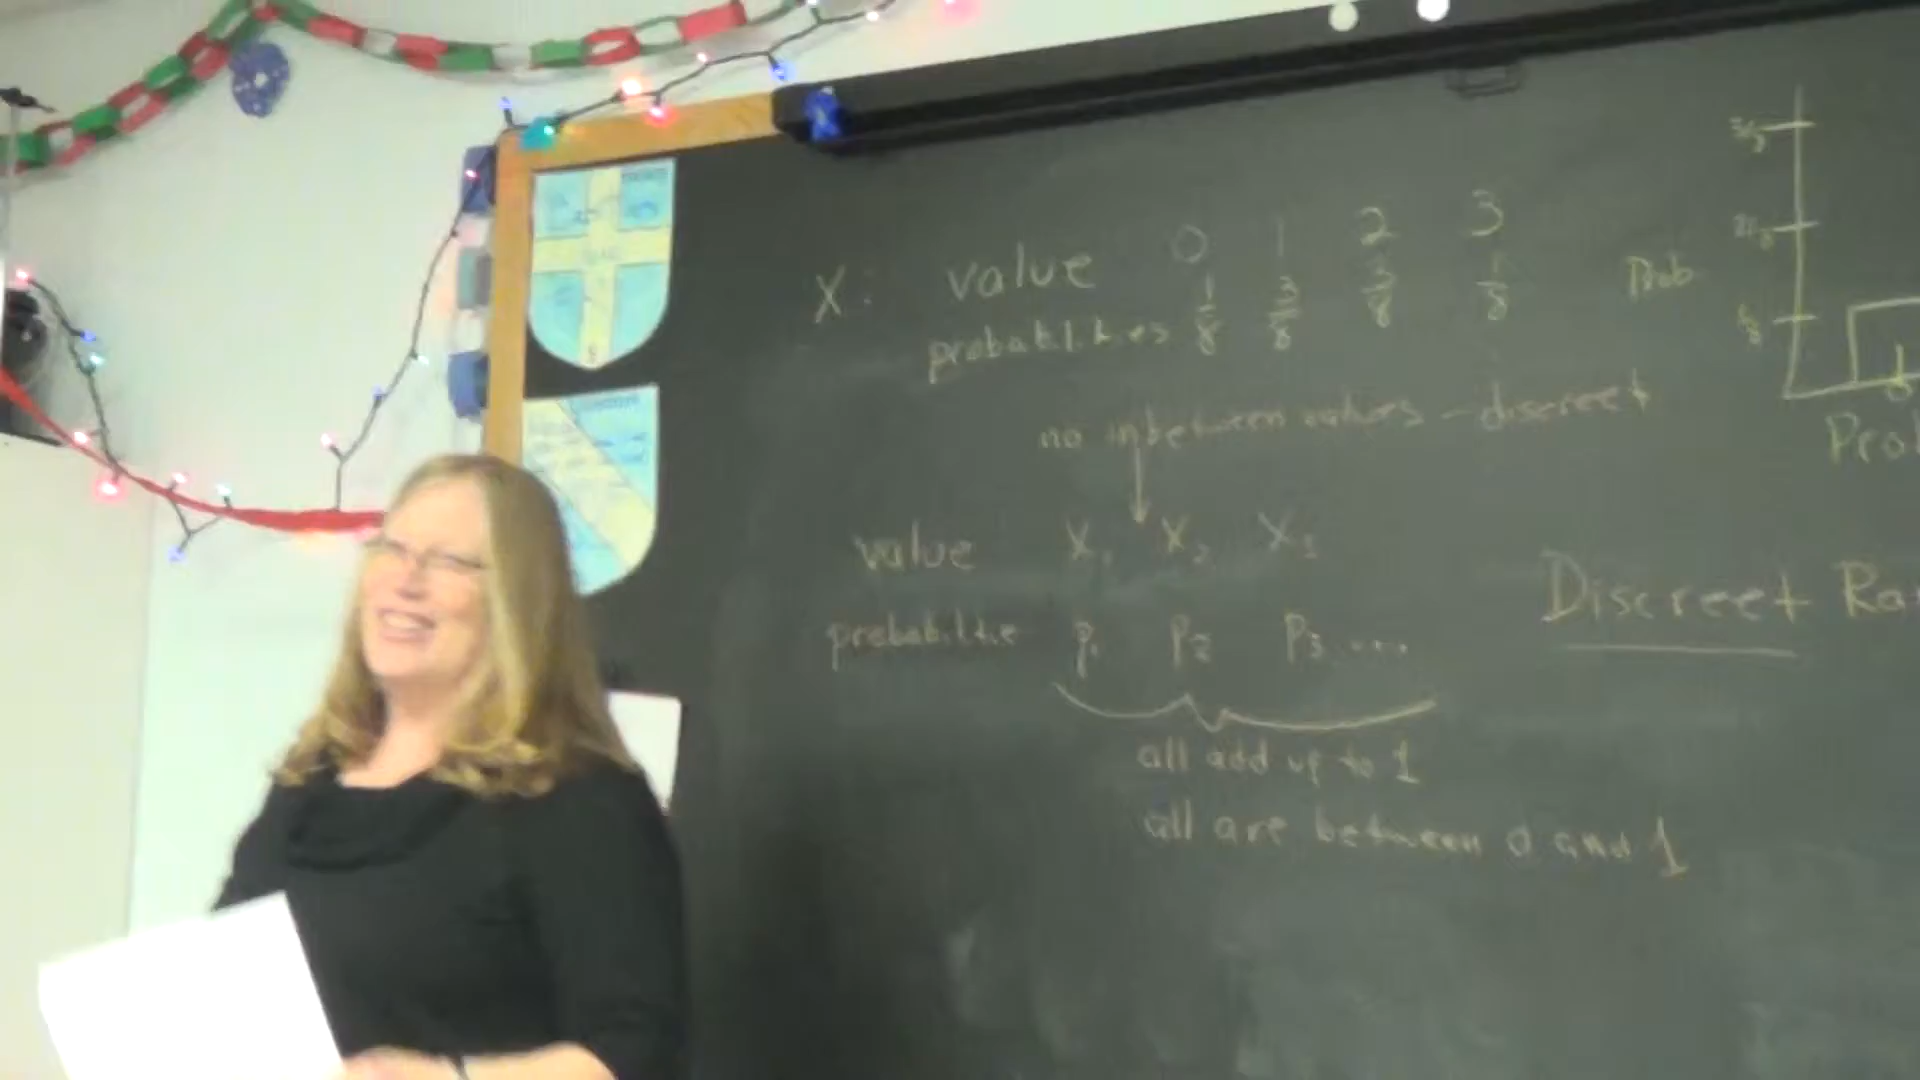 X: value 0 1 2 3
probabilities 1/8 3/8 3/8 1/8
Prob
no inbetween values - discreet
value X₁ X₂ X₃
probabilitie P₁ P₂ P₃ ....
Discreet Ra
all add up to 1
all are between 0 and 1
Pro